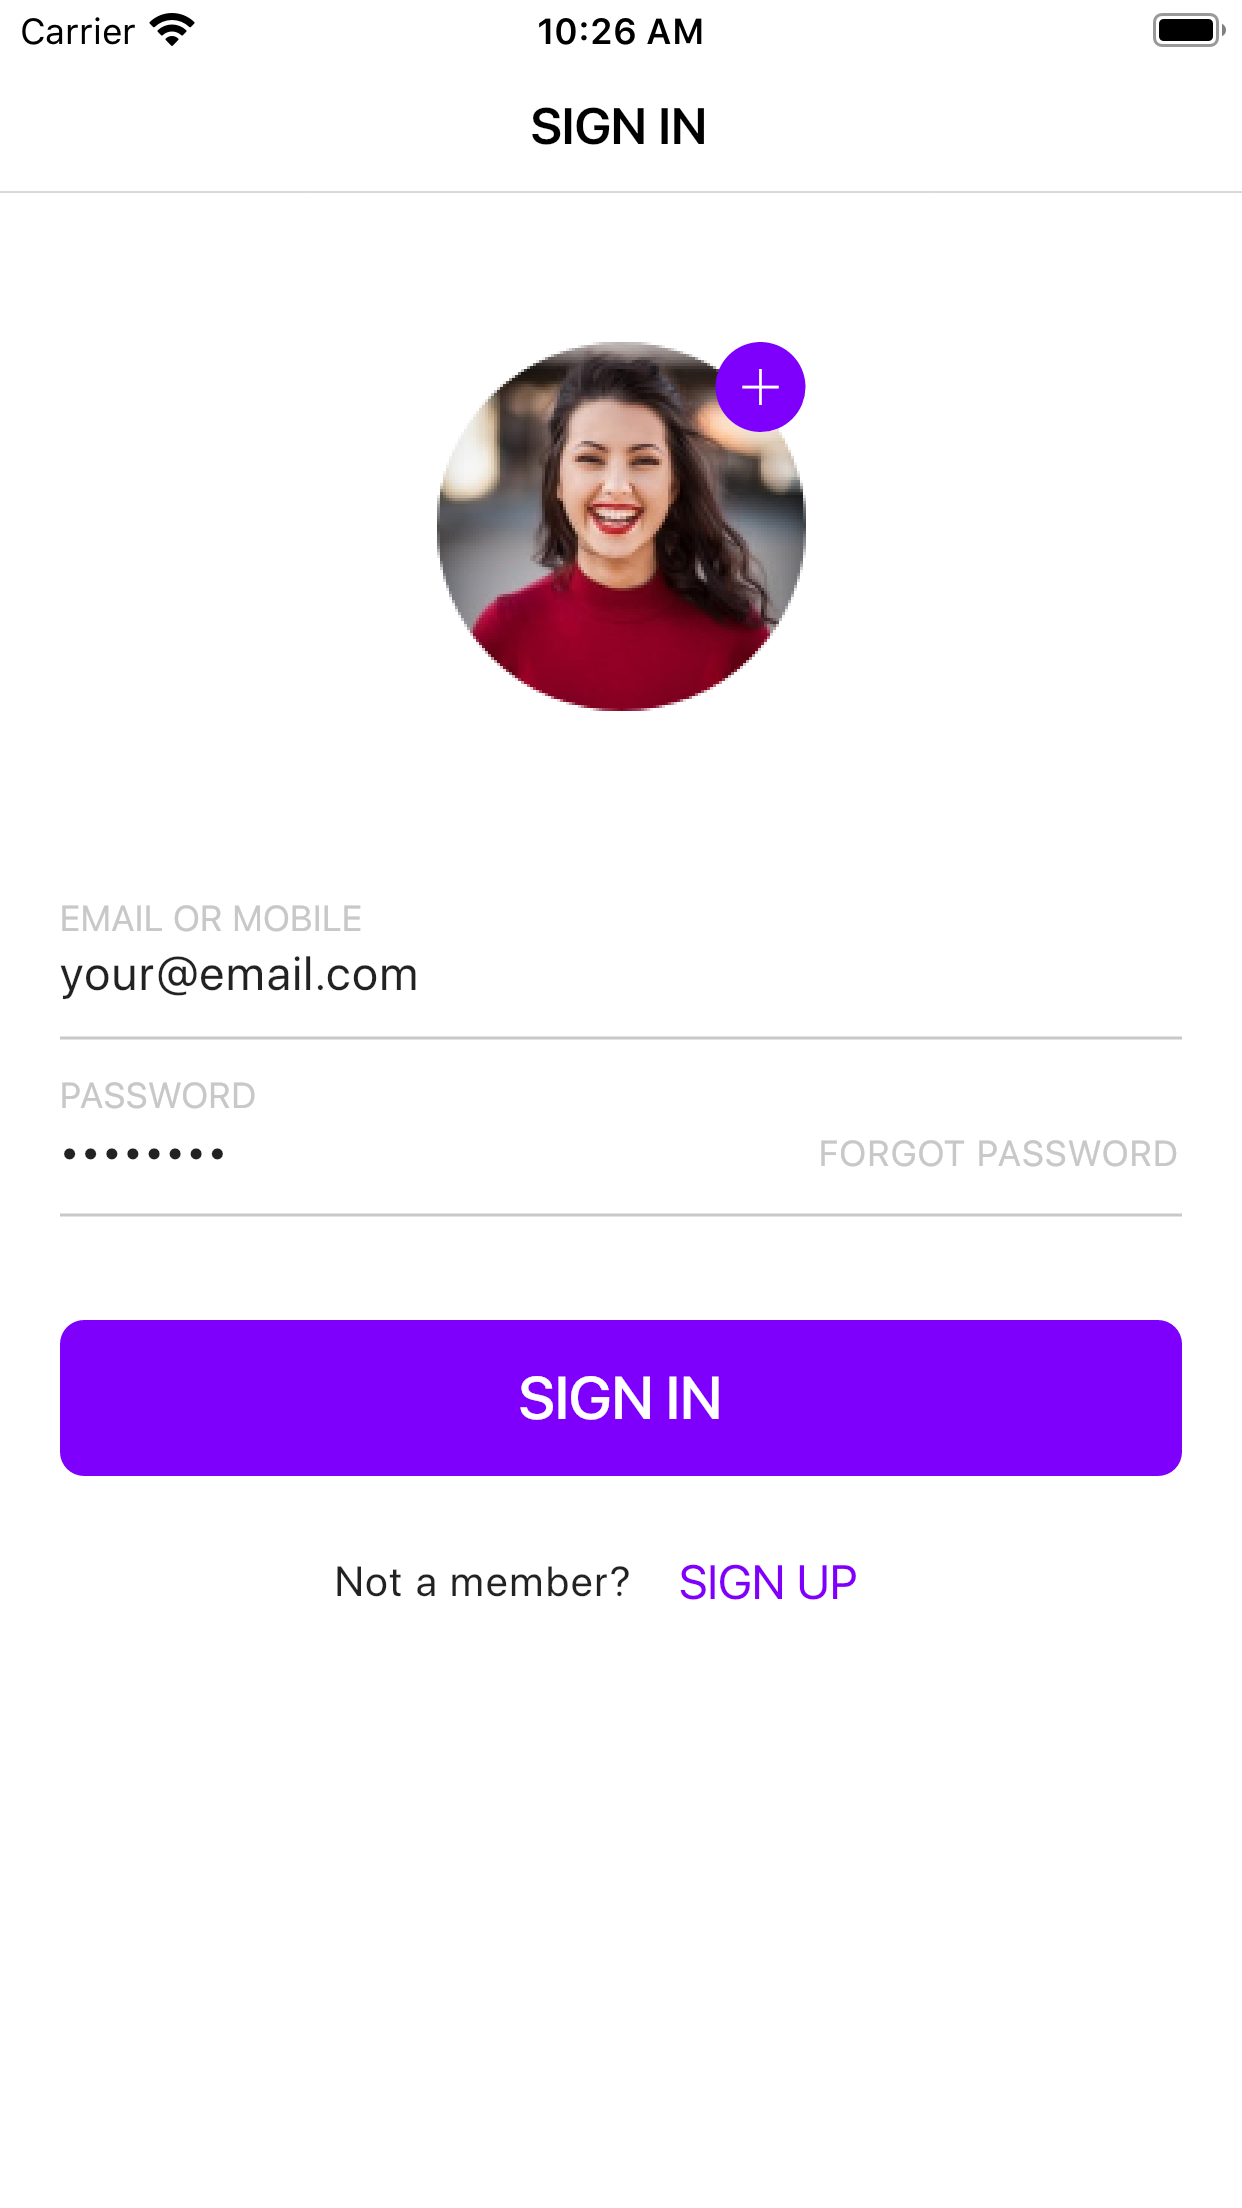 Carrier 10:26 AM
SIGN IN
EMAIL OR MOBILE
your@email.com
PASSWORD
•••••••• FORGOT PASSWORD
SIGN IN
Not a member? SIGN UP